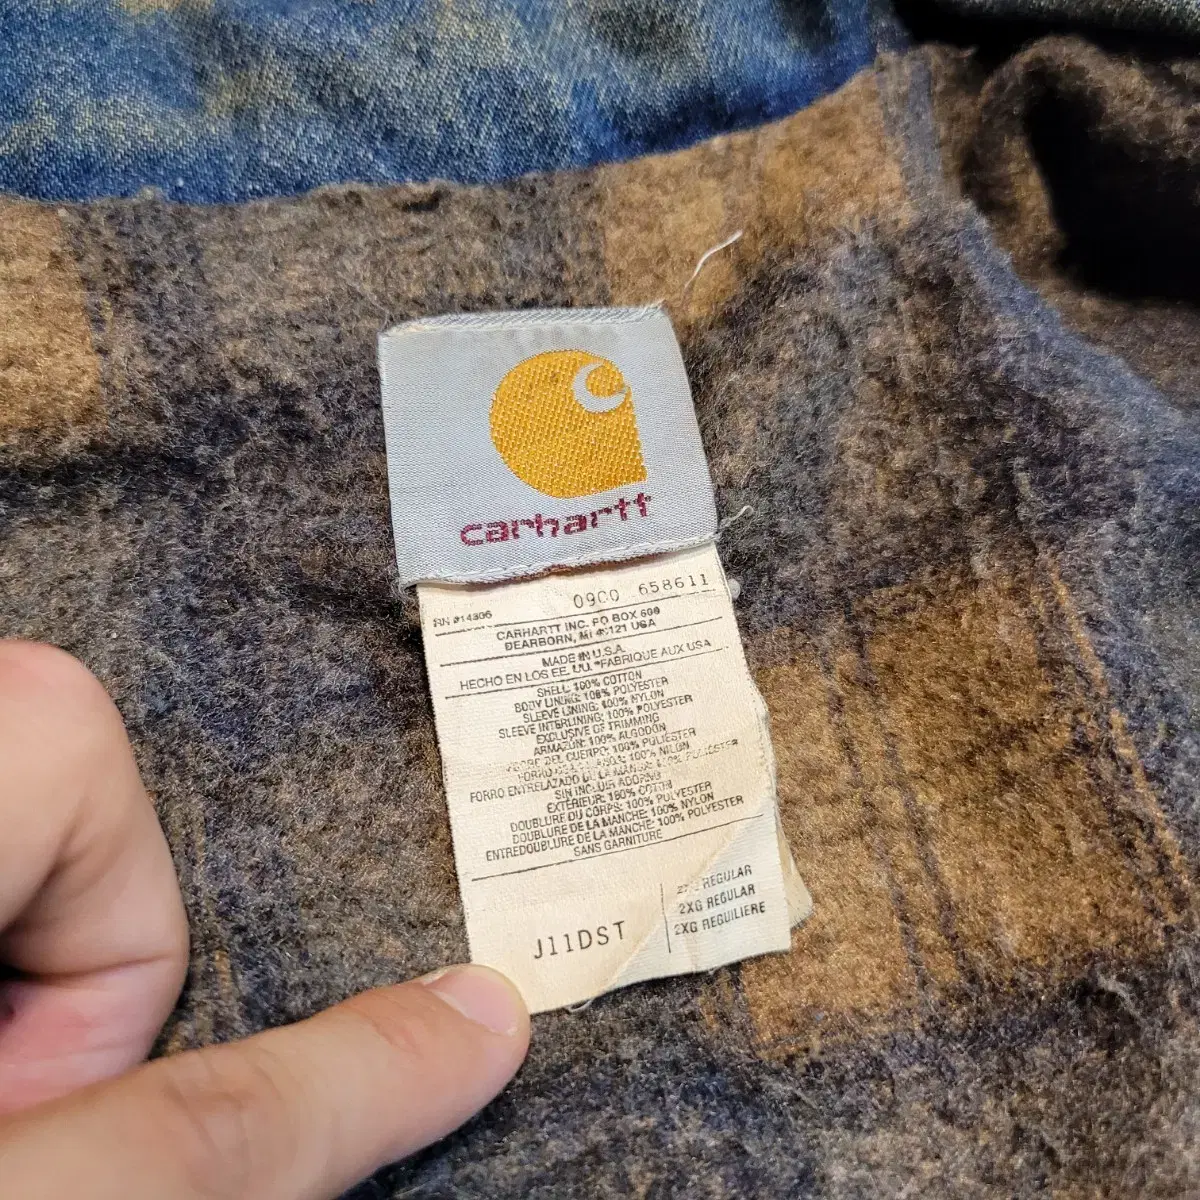 carhartt
RN #14806
0900 658611
CARHARTT INC. PO BOX 600
DEARBORN, MI 48121 USA
MADE IN U.S.A.
HECHO EN LOS EE. UU. *FABRIQUE AUX USA
SHELL: 100% COTTON
BODY LINING: 100% POLYESTER
SLEEVE LINING: 100% NYLON
SLEEVE INTERLINING: 100% POLYESTER
EXCLUSIVE OF TRIMMING
ARMAZON: 100% ALGODON
DEL CUERPO: 100% POLIESTER
100% NILON
FORRO ENTRELAZADO DE LA MANGA: 100% POLIESTER
SIN INCLUIR
EXTÉRIEUR: 100% COTON
DOUBLURE DU CORPS: 100% POLYESTER
DOUBLURE DE LA MANCHE: 100% NYLON
ENTREDOUBLURE DE LA MANCHE: 100% POLYESTER
SANS GARNITURE
J11DST
REGULAR
2XG REGULAR
2XG REGUILIERE